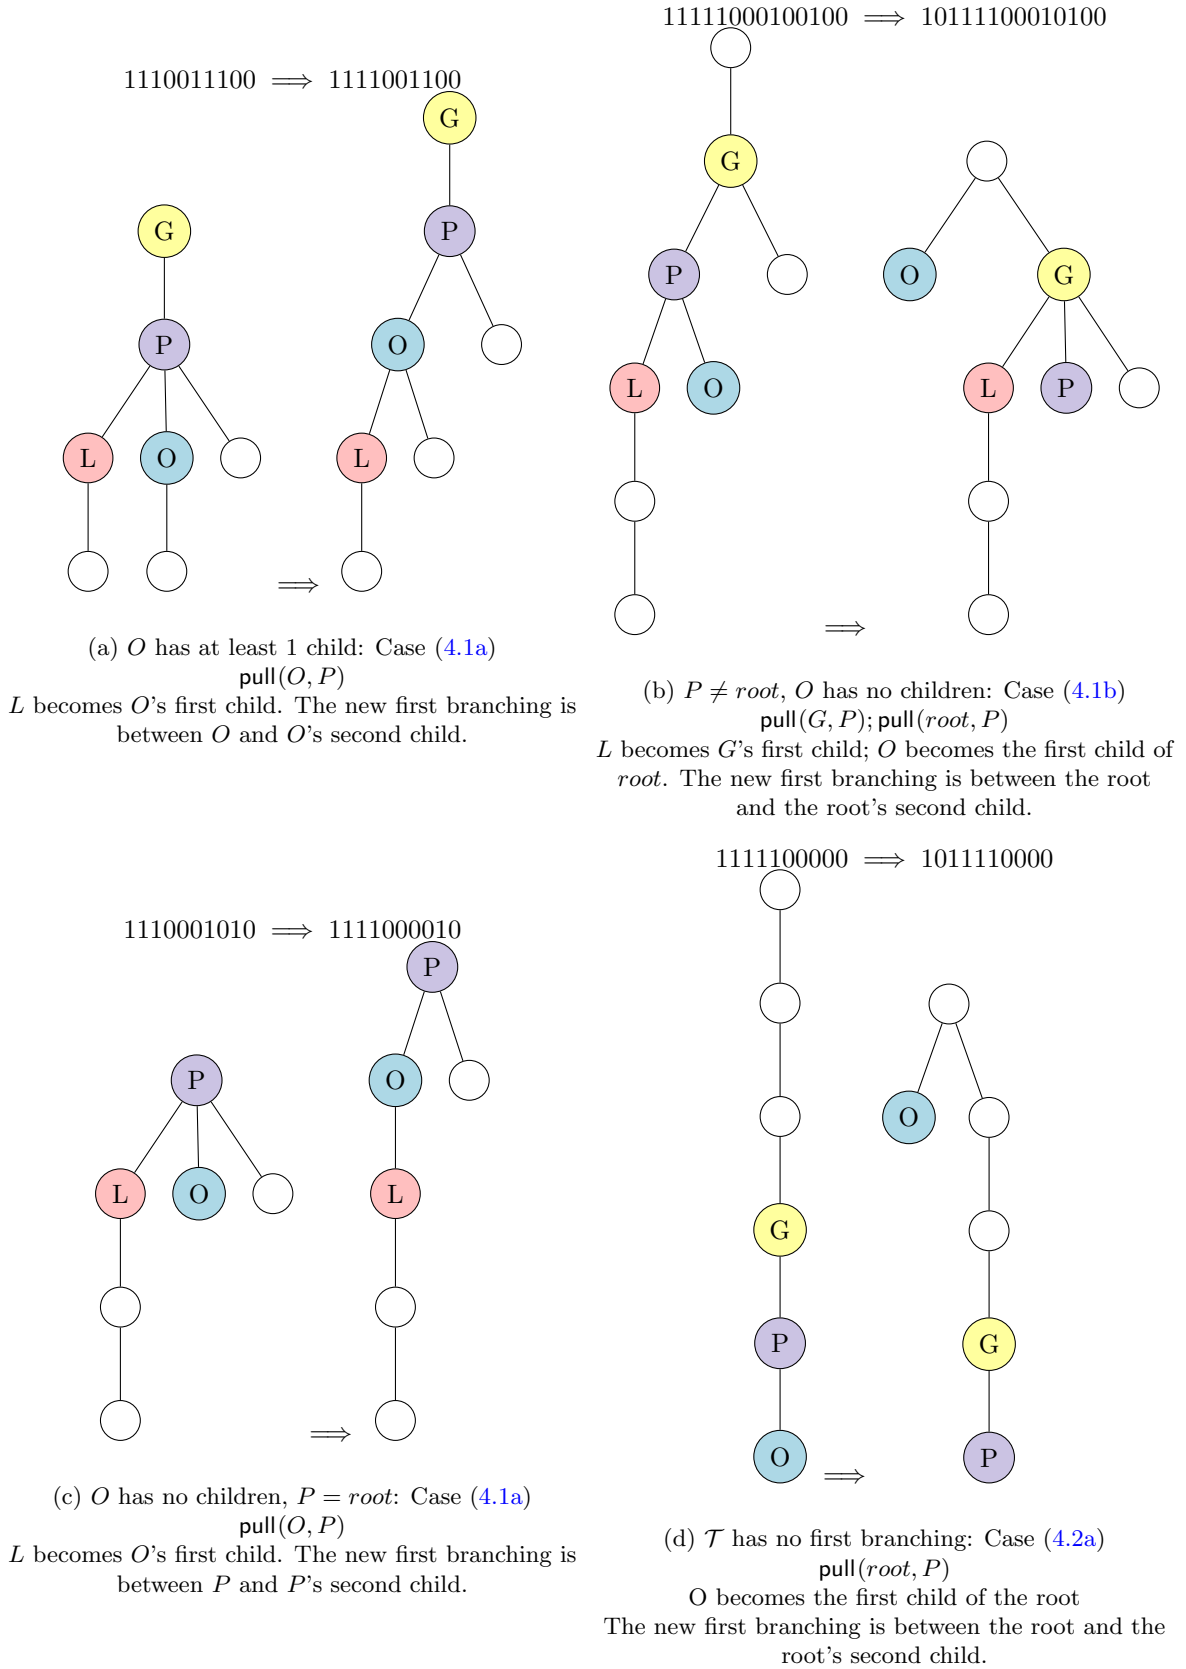 1110011100 ⟹ 1111001100
G
P
L O
G
P
O
L
⟹
(a) O has at least 1 child: Case (4.1a)
pull(O, P)
L becomes O's first child. The new first branching is
between O and O's second child.
11111000100100 ⟹ 10111100010100
G
P
L O
O G
L P
⟹
(b) P ≠ root, O has no children: Case (4.1b)
pull(G, P); pull(root, P)
L becomes G's first child; O becomes the first child of
root. The new first branching is between the root
and the root's second child.
1110001010 ⟹ 1111000010
P
L O
P
O
L
⟹
(c) O has no children, P = root: Case (4.1a)
pull(O, P)
L becomes O's first child. The new first branching is
between P and P's second child.
1111100000 ⟹ 1011110000
G
P
O
O
G
P
⟹
(d) 𝒯 has no first branching: Case (4.2a)
pull(root, P)
O becomes the first child of the root
The new first branching is between the root and the
root's second child.